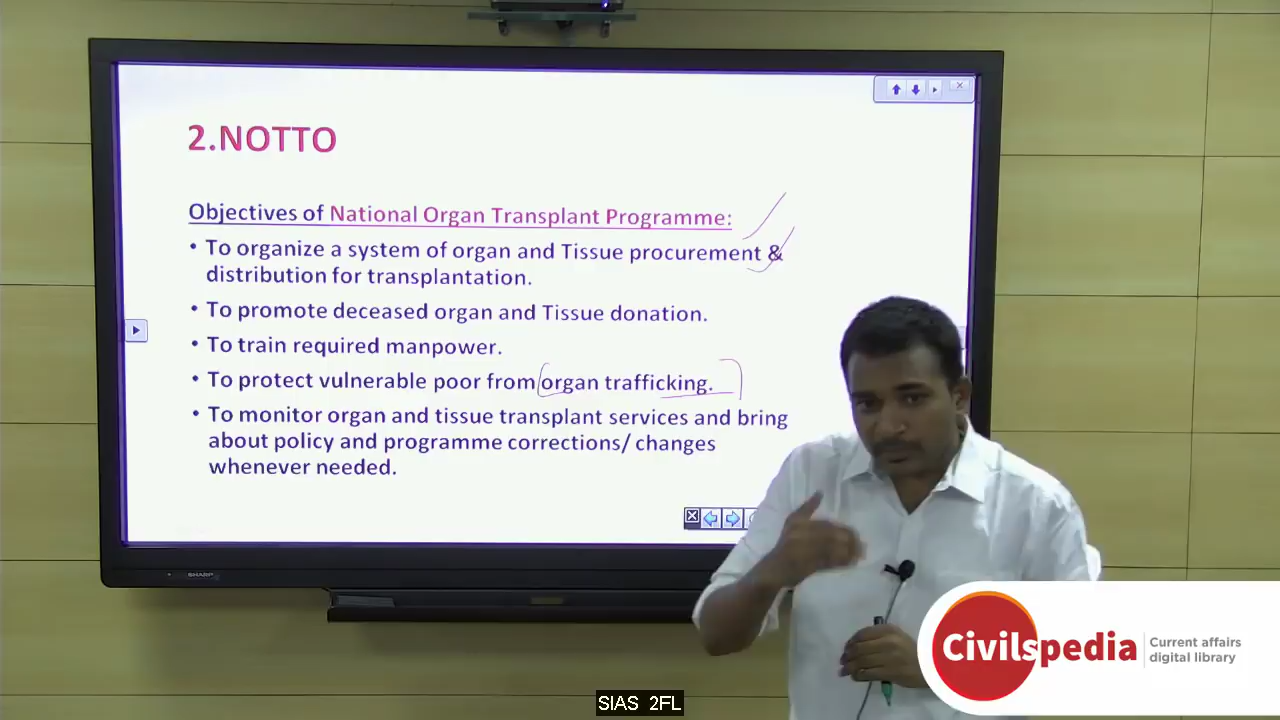 2.NOTTO
Objectives of National Organ Transplant Programme:
• To organize a system of organ and Tissue procurement &
distribution for transplantation.
• To promote deceased organ and Tissue donation.
• To train required manpower.
• To protect vulnerable poor from organ trafficking.
• To monitor organ and tissue transplant services and bring
about policy and programme corrections/ changes
whenever needed.
SHARP
Civilspedia
Current affairs
digital library
SIAS 2FL